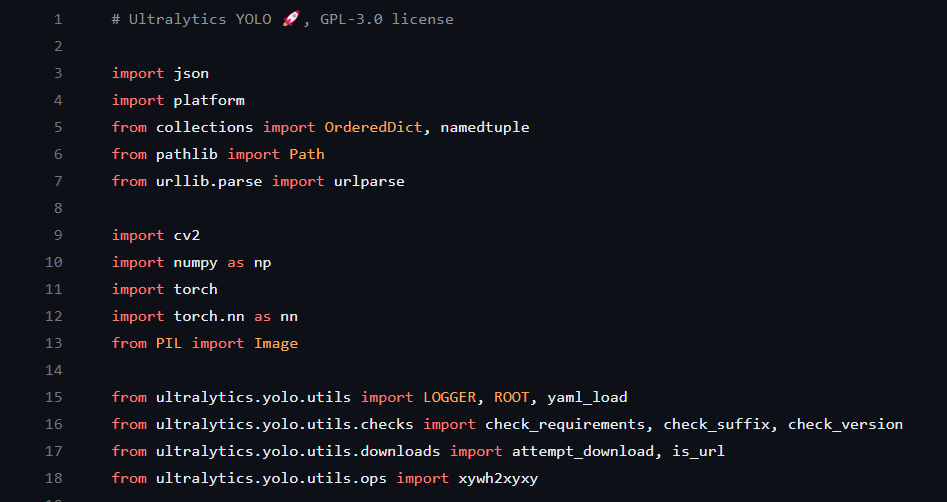 1 # Ultralytics YOLO 🚀, GPL-3.0 license
2
3 import json
4 import platform
5 from collections import OrderedDict, namedtuple
6 from pathlib import Path
7 from urllib.parse import urlparse
8
9 import cv2
10 import numpy as np
11 import torch
12 import torch.nn as nn
13 from PIL import Image
14
15 from ultralytics.yolo.utils import LOGGER, ROOT, yaml_load
16 from ultralytics.yolo.utils.checks import check_requirements, check_suffix, check_version
17 from ultralytics.yolo.utils.downloads import attempt_download, is_url
18 from ultralytics.yolo.utils.ops import xywh2xyxy